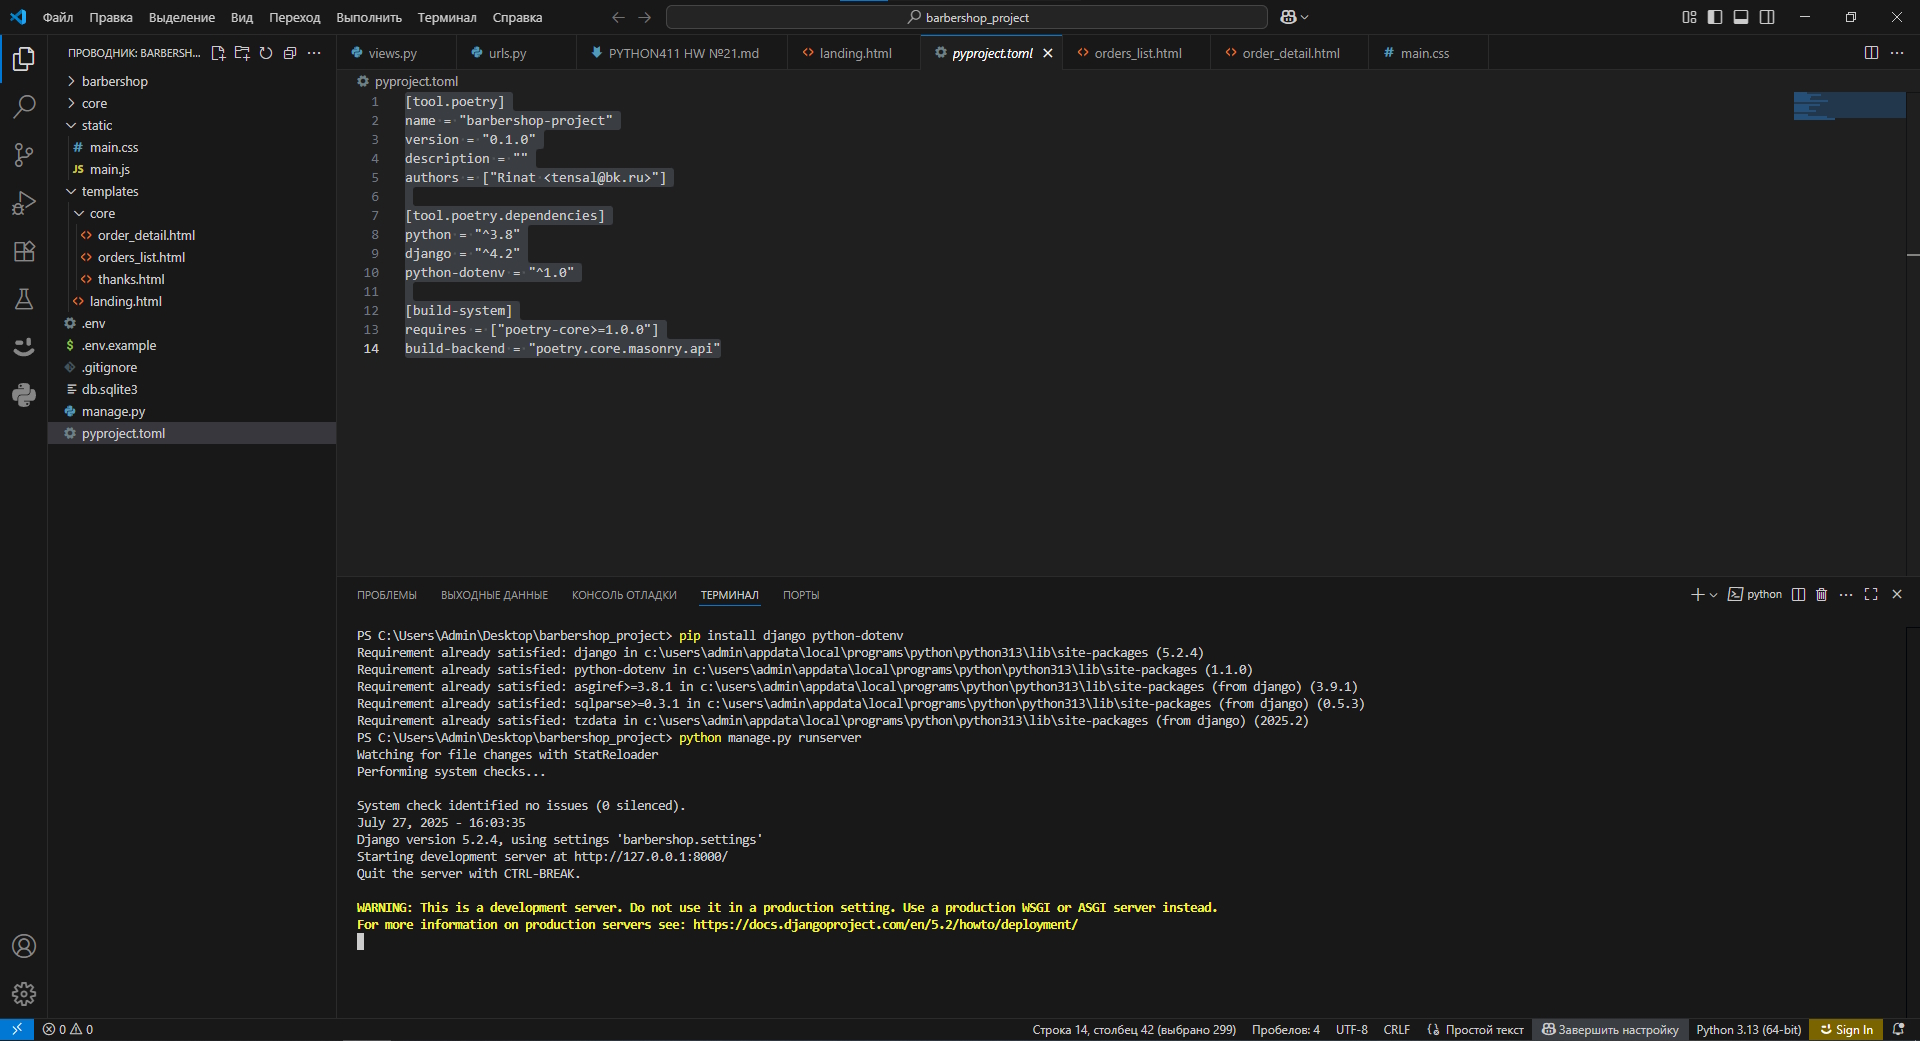 Файл Правка Выделение Вид Переход Выполнить Терминал Справка
barbershop_project
ПРОВОДНИК: BARBERSH...
barbershop
core
static
# main.css
JS main.js
templates
core
<> order_detail.html
<> orders_list.html
<> thanks.html
<> landing.html
.env
$ .env.example
.gitignore
db.sqlite3
manage.py
pyproject.toml
views.py urls.py PYTHON411 HW №21.md <> landing.html pyproject.toml <> orders_list.html <> order_detail.html # main.css
pyproject.toml
1 [tool.poetry]
2 name = "barbershop-project"
3 version = "0.1.0"
4 description = ""
5 authors = ["Rinat <tensal@bk.ru>"]
6
7 [tool.poetry.dependencies]
8 python = "^3.8"
9 django = "^4.2"
10 python-dotenv = "^1.0"
11
12 [build-system]
13 requires = ["poetry-core>=1.0.0"]
14 build-backend = "poetry.core.masonry.api"
ПРОБЛЕМЫ ВЫХОДНЫЕ ДАННЫЕ КОНСОЛЬ ОТЛАДКИ ТЕРМИНАЛ ПОРТЫ
python
PS C:\Users\Admin\Desktop\barbershop_project> pip install django python-dotenv
Requirement already satisfied: django in c:\users\admin\appdata\local\programs\python\python313\lib\site-packages (5.2.4)
Requirement already satisfied: python-dotenv in c:\users\admin\appdata\local\programs\python\python313\lib\site-packages (1.1.0)
Requirement already satisfied: asgiref>=3.8.1 in c:\users\admin\appdata\local\programs\python\python313\lib\site-packages (from django) (3.9.1)
Requirement already satisfied: sqlparse>=0.3.1 in c:\users\admin\appdata\local\programs\python\python313\lib\site-packages (from django) (0.5.3)
Requirement already satisfied: tzdata in c:\users\admin\appdata\local\programs\python\python313\lib\site-packages (from django) (2025.2)
PS C:\Users\Admin\Desktop\barbershop_project> python manage.py runserver
Watching for file changes with StatReloader
Performing system checks...
System check identified no issues (0 silenced).
July 27, 2025 - 16:03:35
Django version 5.2.4, using settings 'barbershop.settings'
Starting development server at http://127.0.0.1:8000/
Quit the server with CTRL-BREAK.
WARNING: This is a development server. Do not use it in a production setting. Use a production WSGI or ASGI server instead.
For more information on production servers see: https://docs.djangoproject.com/en/5.2/howto/deployment/
0 0 Строка 14, столбец 42 (выбрано 299) Пробелов: 4 UTF-8 CRLF Простой текст Завершить настройку Python 3.13 (64-bit) Sign In